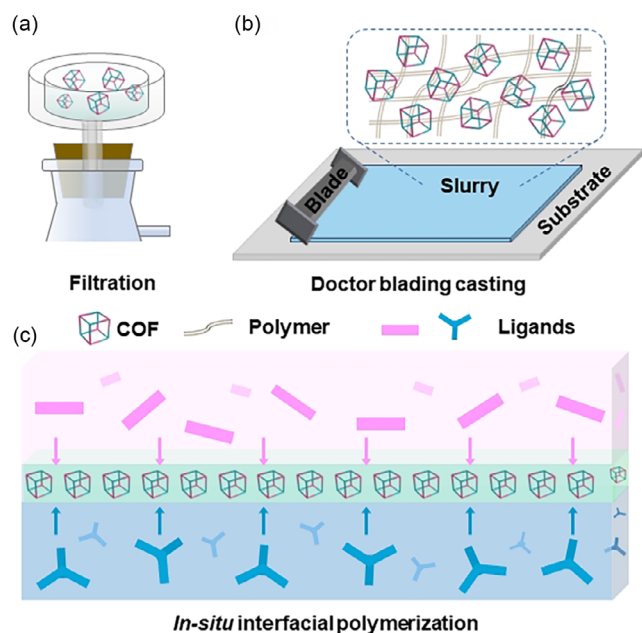 (a)
(b)
Blade
Slurry
Substrate
Filtration
Doctor blading casting
COF
Polymer
Ligands
(c)
In-situ interfacial polymerization